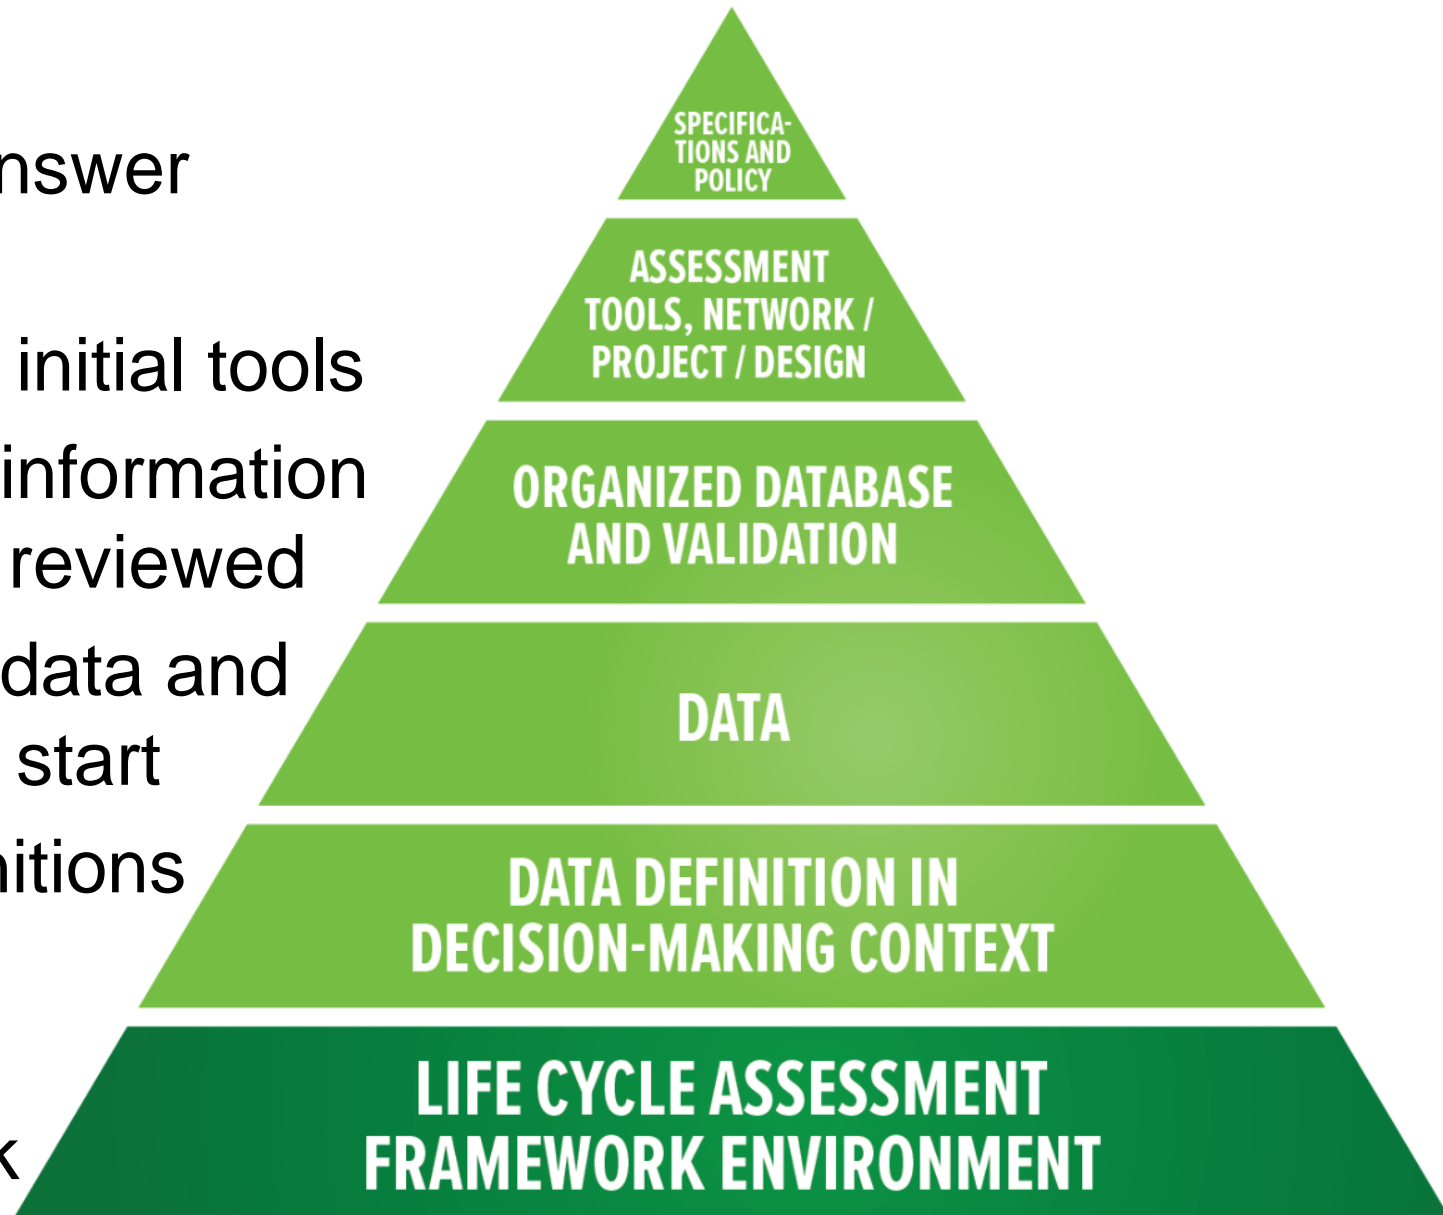 SPECIFICA-
TIONS AND
POLICY
nswer
ASSESSMENT
TOOLS, NETWORK /
PROJECT / DESIGN
initial tools
information
reviewed
ORGANIZED DATABASE
AND VALIDATION
data and
start
DATA
nitions
DATA DEFINITION IN
DECISION-MAKING CONTEXT
k
LIFE CYCLE ASSESSMENT
FRAMEWORK ENVIRONMENT